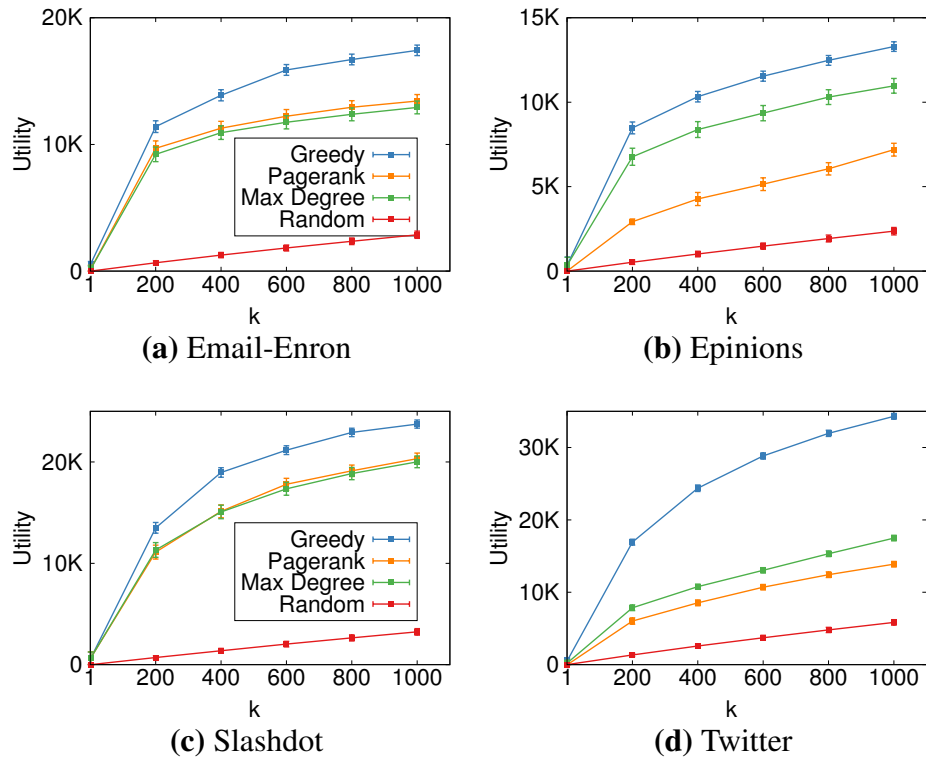 20K
10K
0
Utility
Greedy
Pagerank
Max Degree
Random
1 200 400 600 800 1000
k
(a) Email-Enron
15K
10K
5K
0
Utility
1 200 400 600 800 1000
k
(b) Epinions
20K
10K
0
Utility
Greedy
Pagerank
Max Degree
Random
1 200 400 600 800 1000
k
(c) Slashdot
30K
20K
10K
0
Utility
1 200 400 600 800 1000
k
(d) Twitter